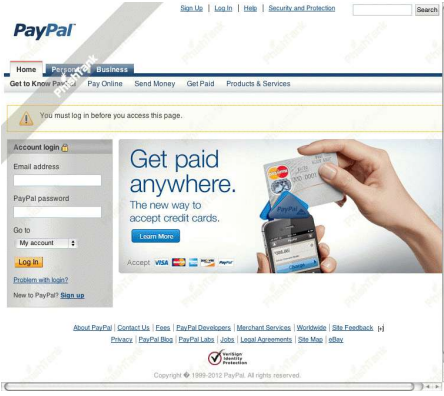 Sign Up | Log In | Help | Security and Protection
Search
PayPal
PhishTank
Home Personal Business
Get to Know PayPal Pay Online Send Money Get Paid Products & Services
You must log in before you access this page.
Account login
Email address
PayPal password
Go to
My account
Log In
Problem with login?
New to PayPal? Sign up
Get paid
anywhere.
The new way to
accept credit cards.
Learn More
Accept VISA
PayPal
About PayPal | Contact Us | Fees | PayPal Developers | Merchant Services | Worldwide | Site Feedback [+]
Privacy | PayPal Blog | PayPal Labs | Jobs | Legal Agreements | Site Map | eBay
VeriSign
Identity
Protection
Copyright � 1999-2012 PayPal. All rights reserved.